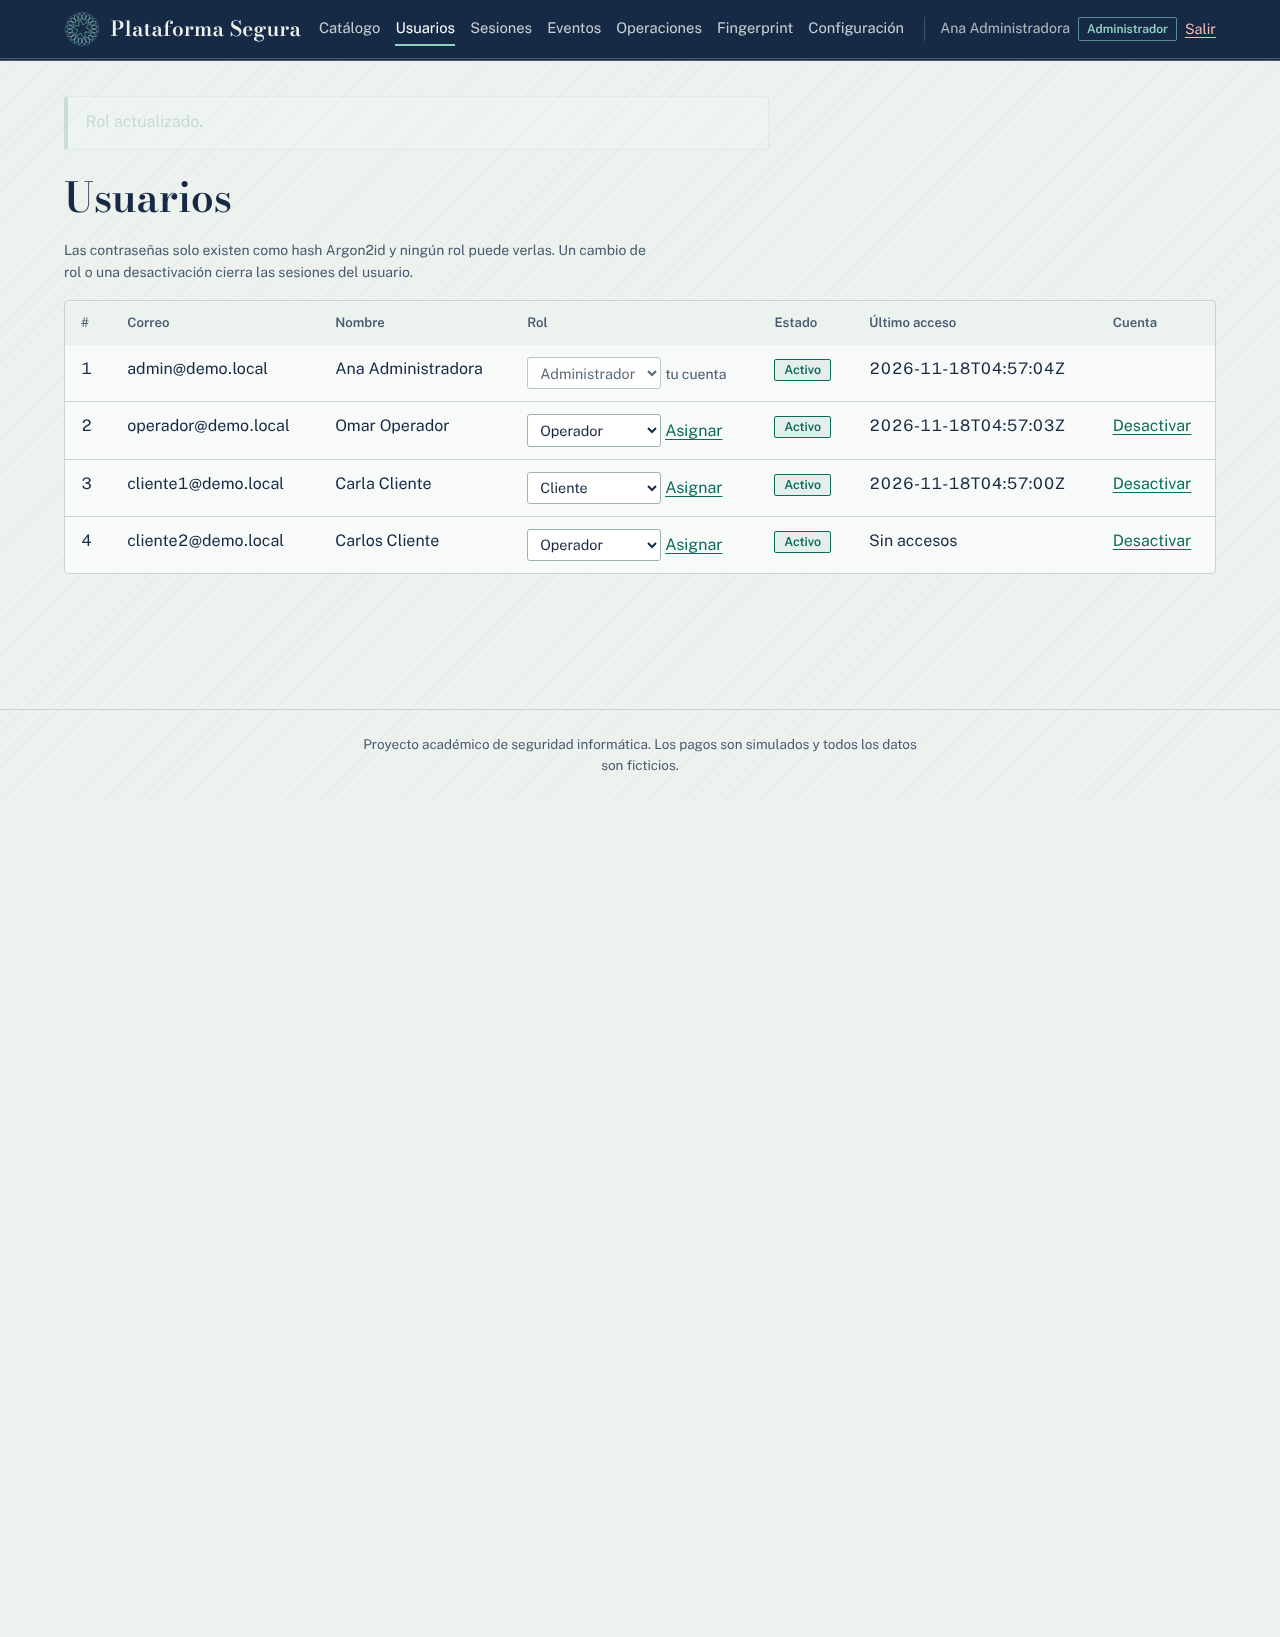 Plataforma Segura Catálogo Usuarios Sesiones Eventos Operaciones Fingerprint Configuración Ana Administradora Administrador Salir
Rol actualizado.
Usuarios
Las contraseñas solo existen como hash Argon2id y ningún rol puede verlas. Un cambio de
rol o una desactivación cierra las sesiones del usuario.
# Correo Nombre Rol Estado Último acceso Cuenta
1 admin@demo.local Ana Administradora Administrador tu cuenta Activo 2026-11-18T04:57:04Z
2 operador@demo.local Omar Operador Operador Asignar Activo 2026-11-18T04:57:03Z Desactivar
3 cliente1@demo.local Carla Cliente Cliente Asignar Activo 2026-11-18T04:57:00Z Desactivar
4 cliente2@demo.local Carlos Cliente Operador Asignar Activo Sin accesos Desactivar
Proyecto académico de seguridad informática. Los pagos son simulados y todos los datos
son ficticios.